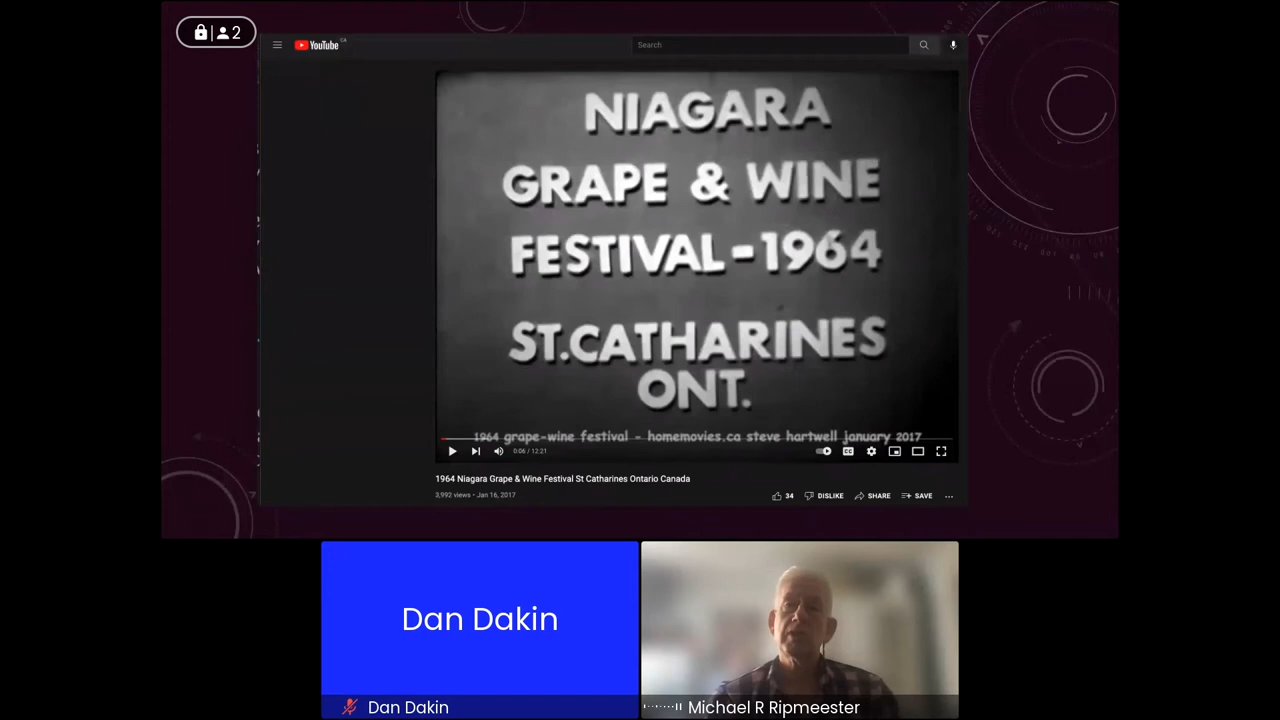 2
YouTube CA
Search
NIAGARA
GRAPE & WINE
FESTIVAL-1964
ST.CATHARINES
ONT.
1964 grape-wine festival - homemovies.ca steve hartwell january 2017
0:06 / 12:21
1964 Niagara Grape & Wine Festival St Catharines Ontario Canada
3,992 views • Jan 16, 2017
34
DISLIKE
SHARE
SAVE
Dan Dakin
Dan Dakin
Michael R Ripmeester